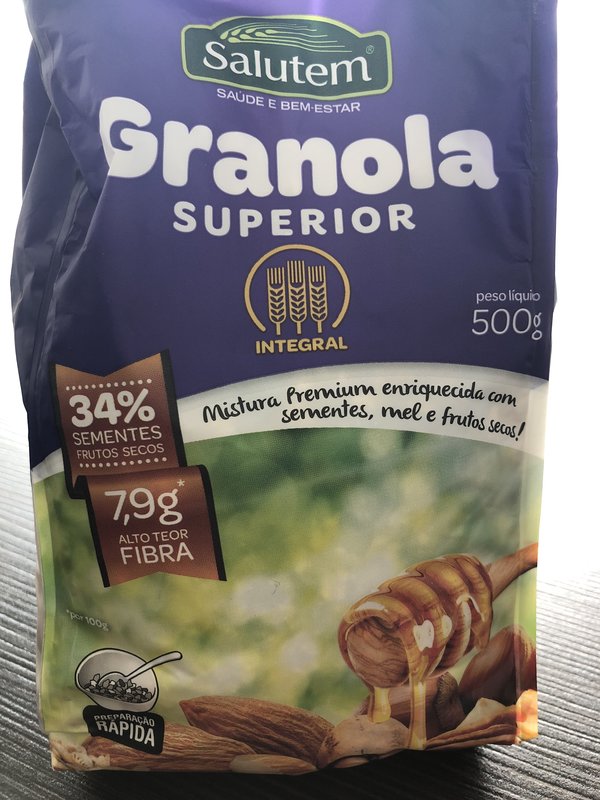 Salutem®
SAÚDE E BEM-ESTAR
Granola
SUPERIOR
INTEGRAL
peso líquido
500g
34%
SEMENTES
FRUTOS SECOS
Mistura Premium enriquecida com
sementes, mel e frutos secos!
7,9g*
ALTO TEOR
FIBRA
*por 100g
PREPARAÇÃO
RÁPIDA